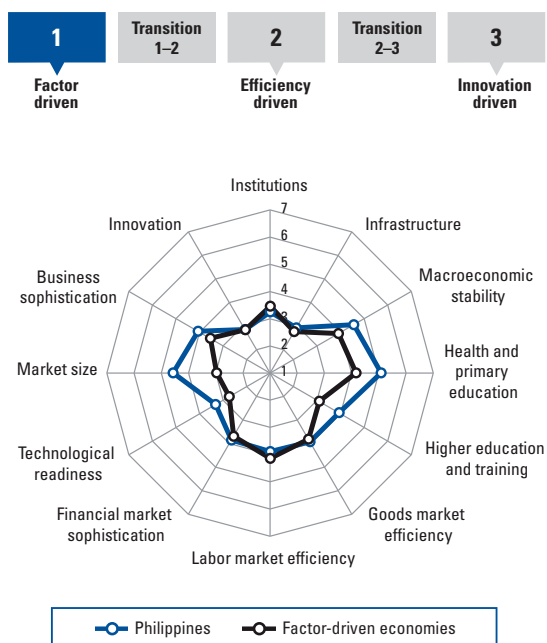 1
Transition
1–2
2
Transition
2–3
3
Factor
driven
Efficiency
driven
Innovation
driven
Institutions
7
6
5
4
3
2
1
Infrastructure
Macroeconomic
stability
Health and
primary
education
Higher education
and training
Goods market
efficiency
Labor market efficiency
Financial market
sophistication
Technological
readiness
Market size
Business
sophistication
Innovation
Philippines
Factor-driven economies